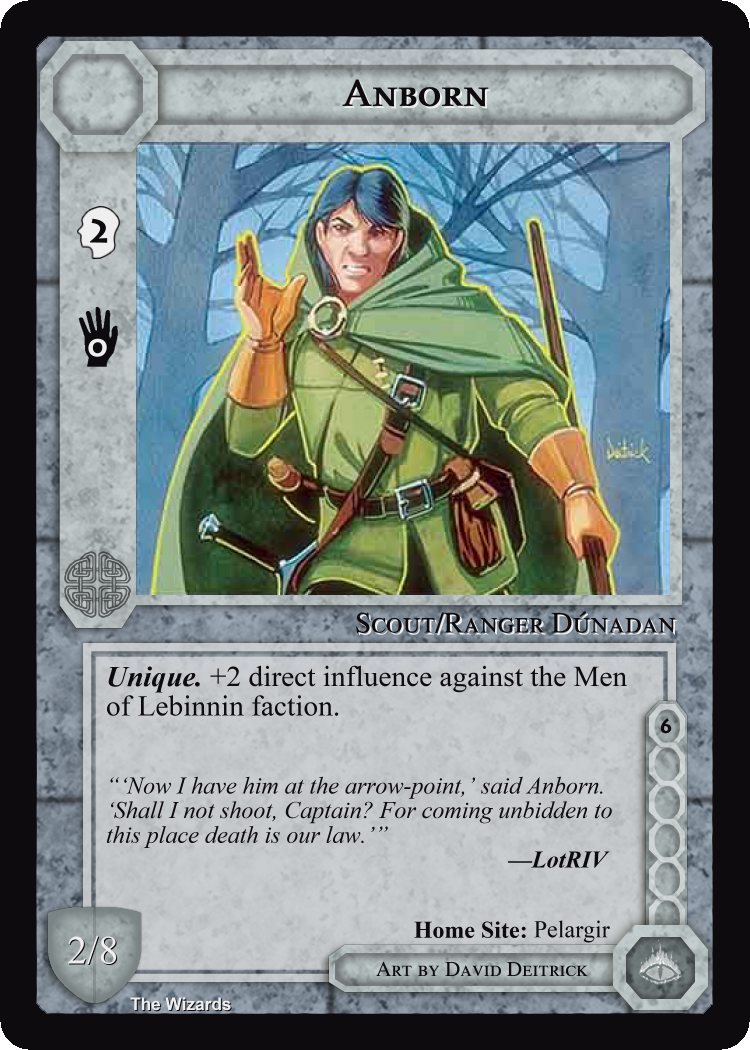 Anborn
2
0
Deitrick
Scout/Ranger Dúnadan
Unique. +2 direct influence against the Men
of Lebinnin faction.
6
“‘Now I have him at the arrow-point,’ said Anborn.
‘Shall I not shoot, Captain? For coming unbidden to
this place death is our law.’”
—LotRIV
Home Site: Pelargir
2/8
Art by David Deitrick
The Wizards